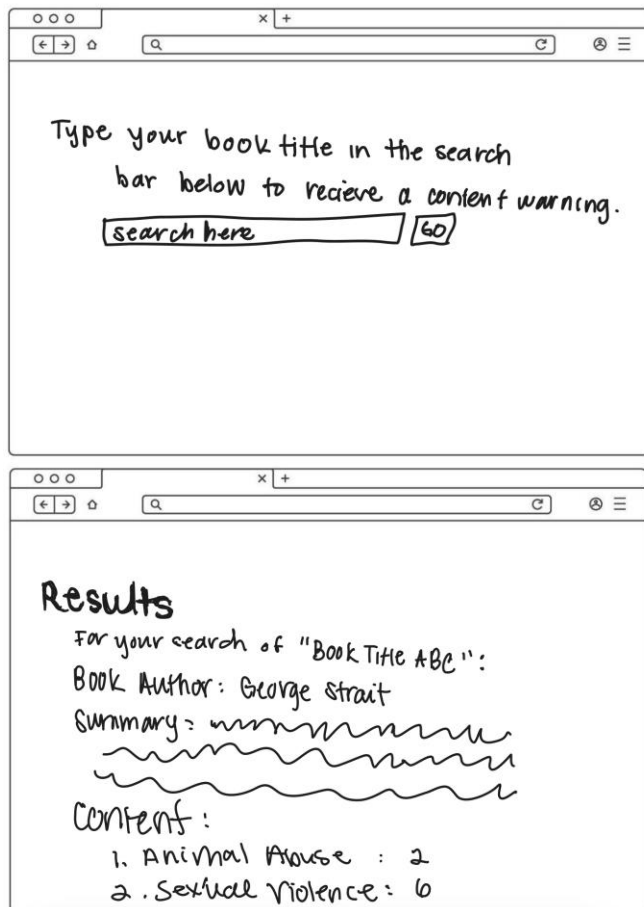 Type your book title in the search
bar below to recieve a content warning.
search here GO
Results
For your search of "Book Title ABC":
Book Author: George Strait
Summary:
Content:
1. Animal Abuse : 2
2. Sexual Violence: 6